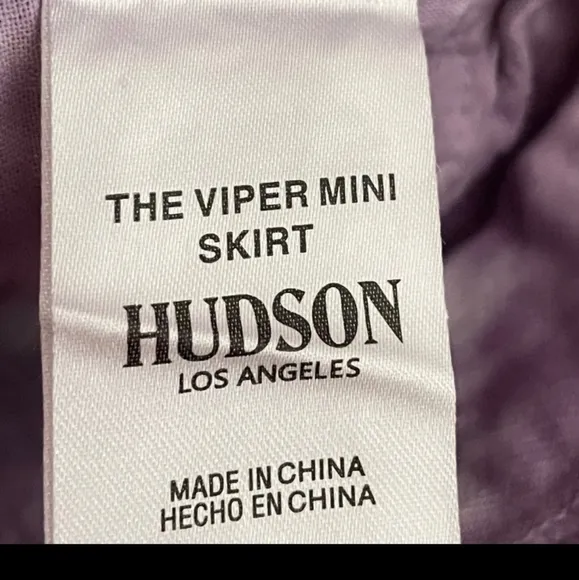 THE VIPER MINI
SKIRT
HUDSON
LOS ANGELES
MADE IN CHINA
HECHO EN CHINA